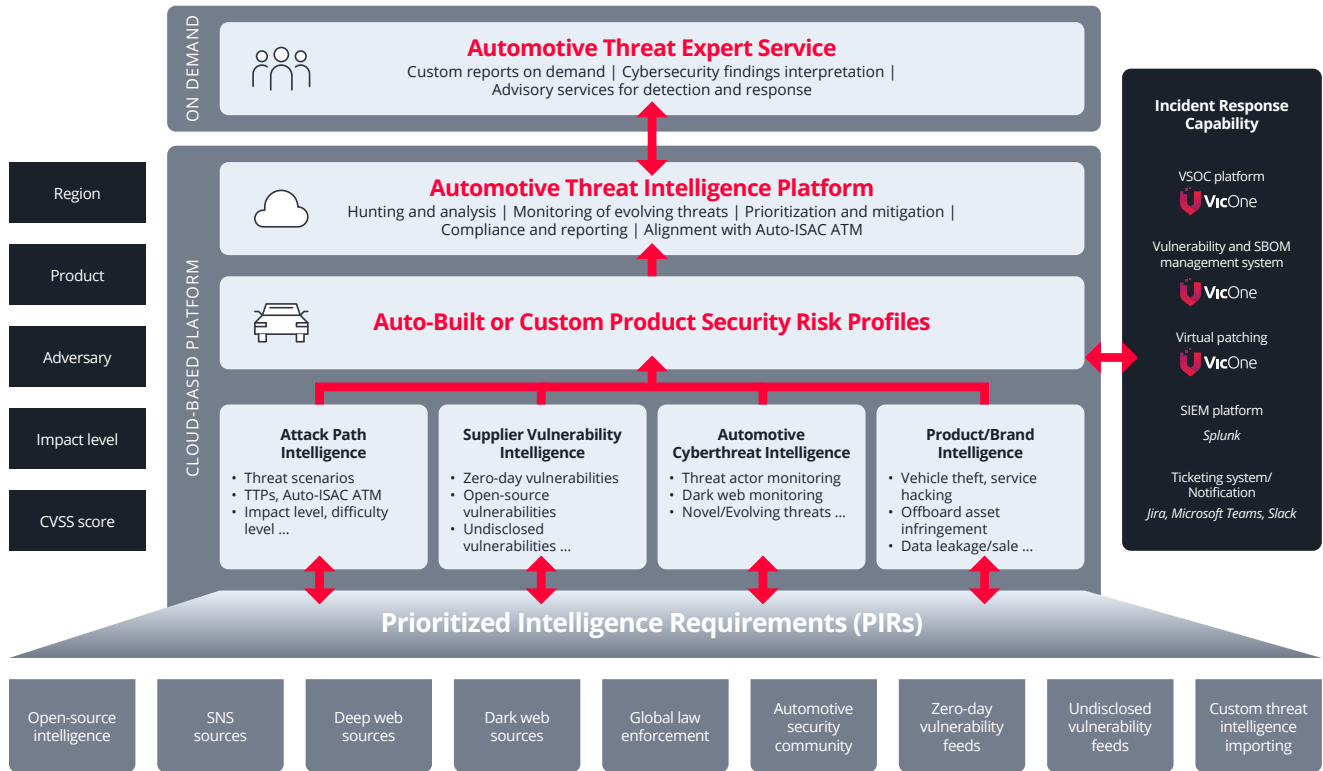 ON DEMAND
Automotive Threat Expert Service
Custom reports on demand | Cybersecurity findings interpretation |
Advisory services for detection and response
CLOUD-BASED PLATFORM
Automotive Threat Intelligence Platform
Hunting and analysis | Monitoring of evolving threats | Prioritization and mitigation |
Compliance and reporting | Alignment with Auto-ISAC ATM
Auto-Built or Custom Product Security Risk Profiles
Attack Path
Intelligence
• Threat scenarios
• TTPs, Auto-ISAC ATM
• Impact level, difficulty
level ...
Supplier Vulnerability
Intelligence
• Zero-day vulnerabilities
• Open-source
vulnerabilities
• Undisclosed
vulnerabilities ...
Automotive
Cyberthreat Intelligence
• Threat actor monitoring
• Dark web monitoring
• Novel/Evolving threats ...
Product/Brand
Intelligence
• Vehicle theft, service
hacking
• Offboard asset
infringement
• Data leakage/sale ...
Region
Product
Adversary
Impact level
CVSS score
Incident Response
Capability
VSOC platform
VicOne
Vulnerability and SBOM
management system
VicOne
Virtual patching
VicOne
SIEM platform
Splunk
Ticketing system/
Notification
Jira, Microsoft Teams, Slack
Prioritized Intelligence Requirements (PIRs)
Open-source
intelligence
SNS
sources
Deep web
sources
Dark web
sources
Global law
enforcement
Automotive
security
community
Zero-day
vulnerability
feeds
Undisclosed
vulnerability
feeds
Custom threat
intelligence
importing